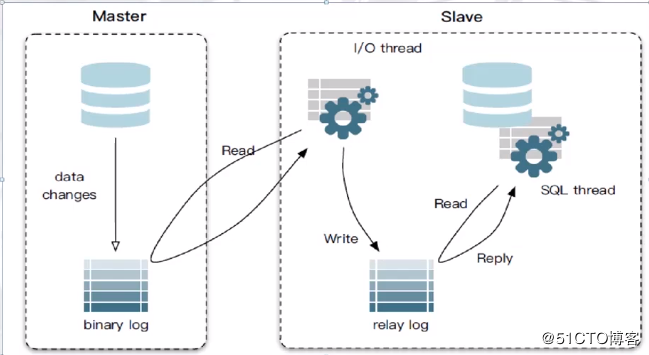 Master
Slave
I/O thread
data
changes
Read
Write
Read
Reply
SQL thread
binary log
relay log
@51CTO博客